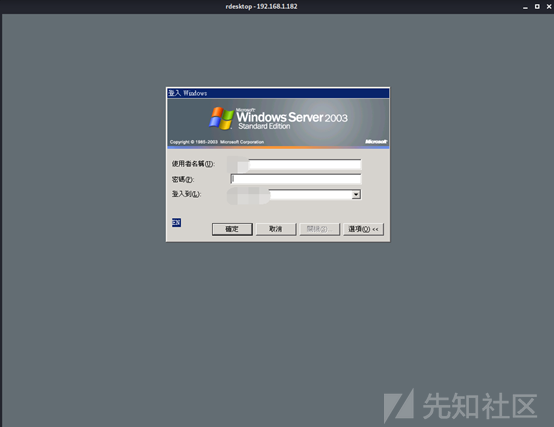 rdesktop - 192.168.1.182
登入 Windows
Microsoft
Windows Server 2003
Standard Edition
Copyright © 1985-2003 Microsoft Corporation
Microsoft
使用者名稱(U):
密碼(P):
登入到(L):
EN
確定
取消
關機(S)...
選項(O) <<
先知社区